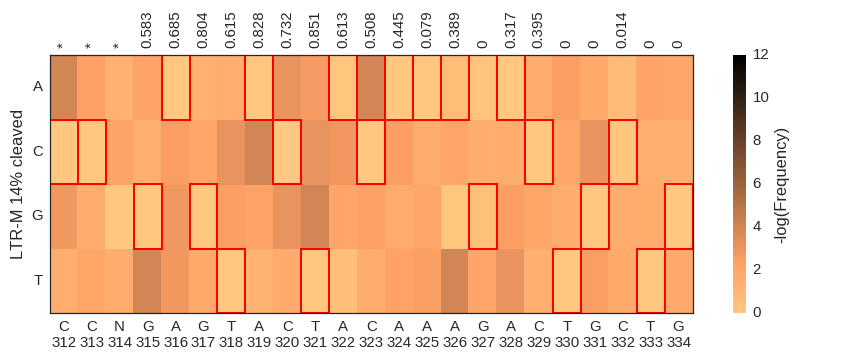 * * * 0.583 0.685 0.804 0.615 0.828 0.732 0.851 0.613 0.508 0.445 0.079 0.389 0 0.317 0.395 0 0 0.014 0 0
LTR-M 14% cleaved
A
C
G
T
C C N G A G T A C T A C A A A G A C T G C T G
312 313 314 315 316 317 318 319 320 321 322 323 324 325 326 327 328 329 330 331 332 333 334
12
10
8
6
4
2
0
-log(Frequency)